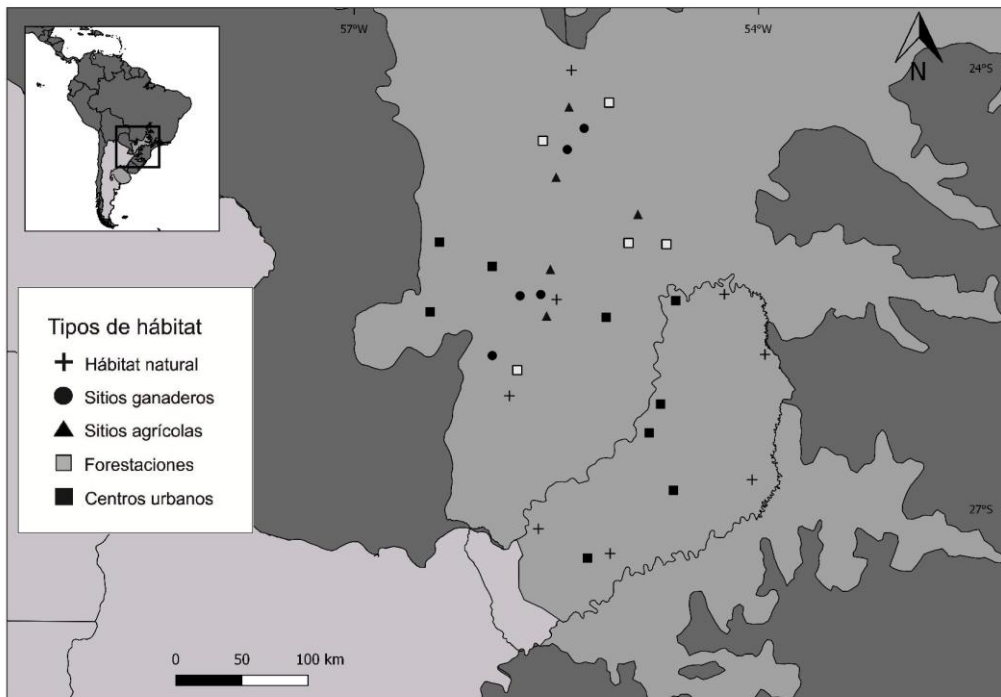 57°W
54°W
N
24°S
Tipos de hábitat
Hábitat natural
Sitios ganaderos
Sitios agrícolas
Forestaciones
Centros urbanos
27°S
0 50 100 km